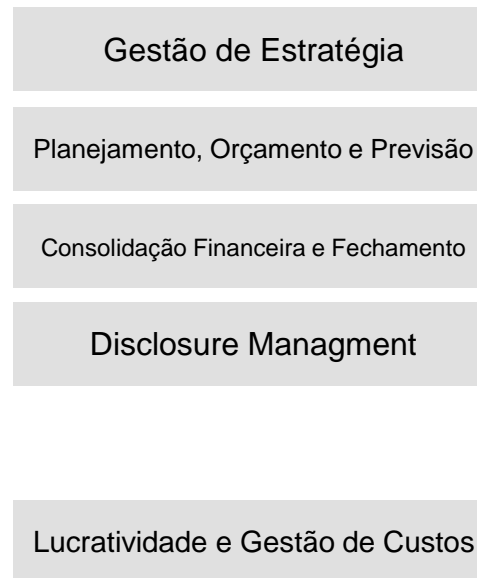 Gestão de Estratégia
Planejamento, Orçamento e Previsão
Consolidação Financeira e Fechamento
Disclosure Managment
Lucratividade e Gestão de Custos